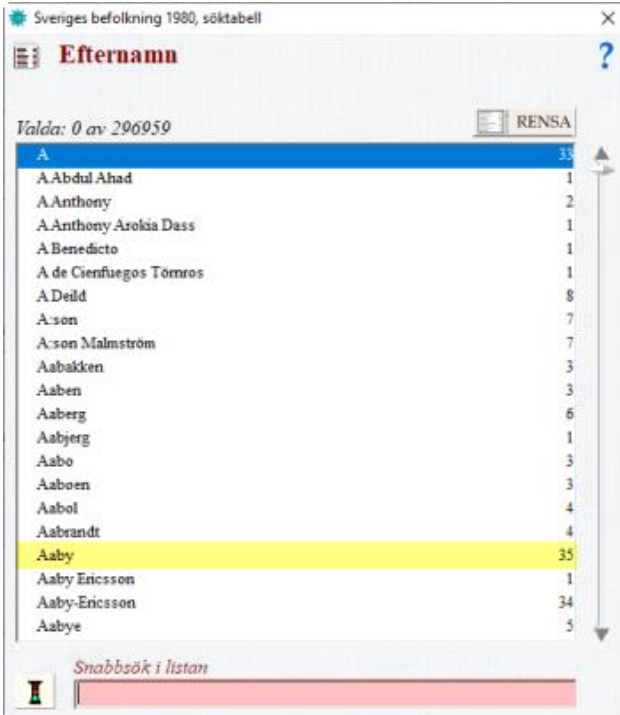 Sveriges befolkning 1980, söktabell
Efternamn
?
Valda: 0 av 296959
RENSA
A 33
A Abdul Ahad 1
A Anthony 2
A Anthony Arokia Dass 1
A Benedicto 1
A de Cienfuegos Törnros 1
A Deild 8
A:son 7
A:son Malmström 7
Aabakken 3
Aaben 3
Aaberg 6
Aabjerg 1
Aabo 3
Aabøen 3
Aabol 4
Aabrandt 4
Aaby 35
Aaby Ericsson 1
Aaby-Ericsson 34
Aabye 5
Snabbsök i listan